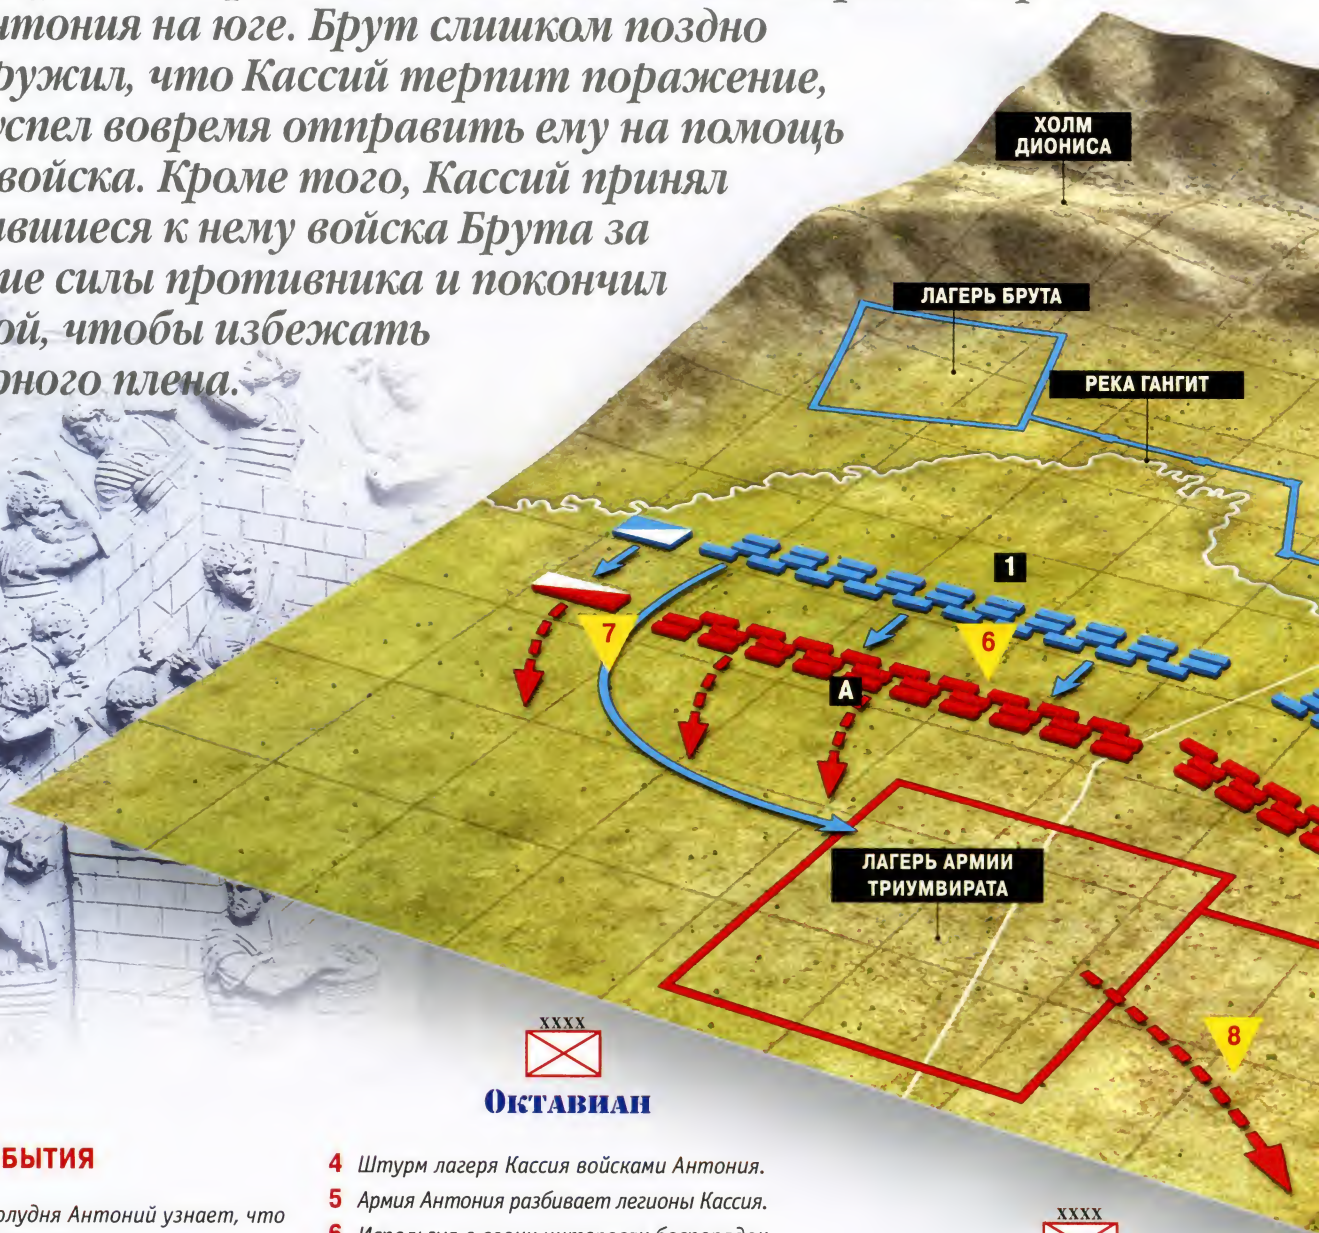 нтония на юге. Брут слишком поздно
ружил, что Кассий терпит поражение,
успел вовремя отправить ему на помощь
войска. Кроме того, Кассий принял
авшиеся к нему войска Брута за
ие силы противника и покончил
ой, чтобы избежать
рного плена.
ХОЛМ
ДИОНИСА
ЛАГЕРЬ БРУТА
РЕКА ГАНГИТ
1
7
6
А
ЛАГЕРЬ АРМИИ
ТРИУМВИРАТА
8
XXXX
Октавиан
БЫТИЯ
олудня Антоний узнает, что
4 Штурм лагеря Кассия войсками Антония.
5 Армия Антония разбивает легионы Кассия.
XXXX